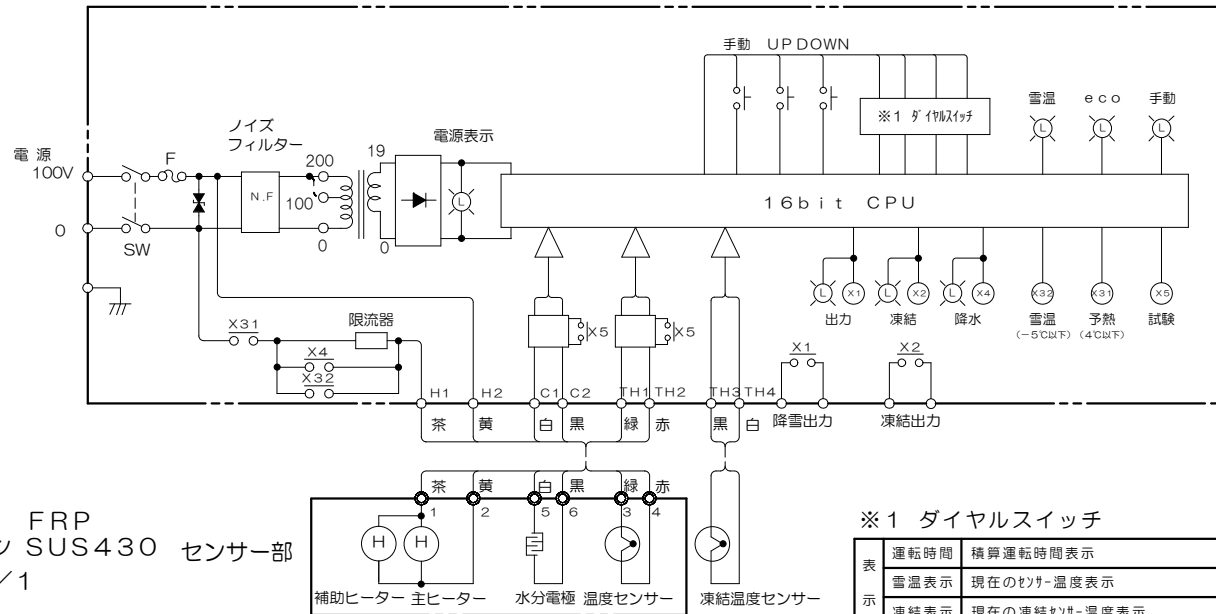 手動 UP DOWN
※1 ダイヤルスイッチ
雪温 eco 手動
L L L
ノイズ
フィルター
電源表示
電源
100V
F
200
19
N.F
100
L
16bit CPU
0
SW
0
0
L X1 L X2 L X4 X32 X31 X5
出力 凍結 降水 雪温 予熱 試験
(-5℃以下) (4℃以下)
X31
限流器
X5
X5
X4
X32
X1
X2
H1 H2 C1 C2 TH1 TH2 TH3 TH4
降雪出力 凍結出力
茶 黄 白 黒 緑 赤 黒 白
茶 黄 白 黒 緑 赤
1 2 5 6 3 4
FRP
SUS430 センサー部
/1
H H
補助ヒーター 主ヒーター 水分電極 温度センサー 凍結温度センサー
※1 ダイヤルスイッチ
表示
運転時間 積算運転時間表示
雪温表示 現在のセンサー温度表示
凍結表示 現在の凍結センサー温度表示